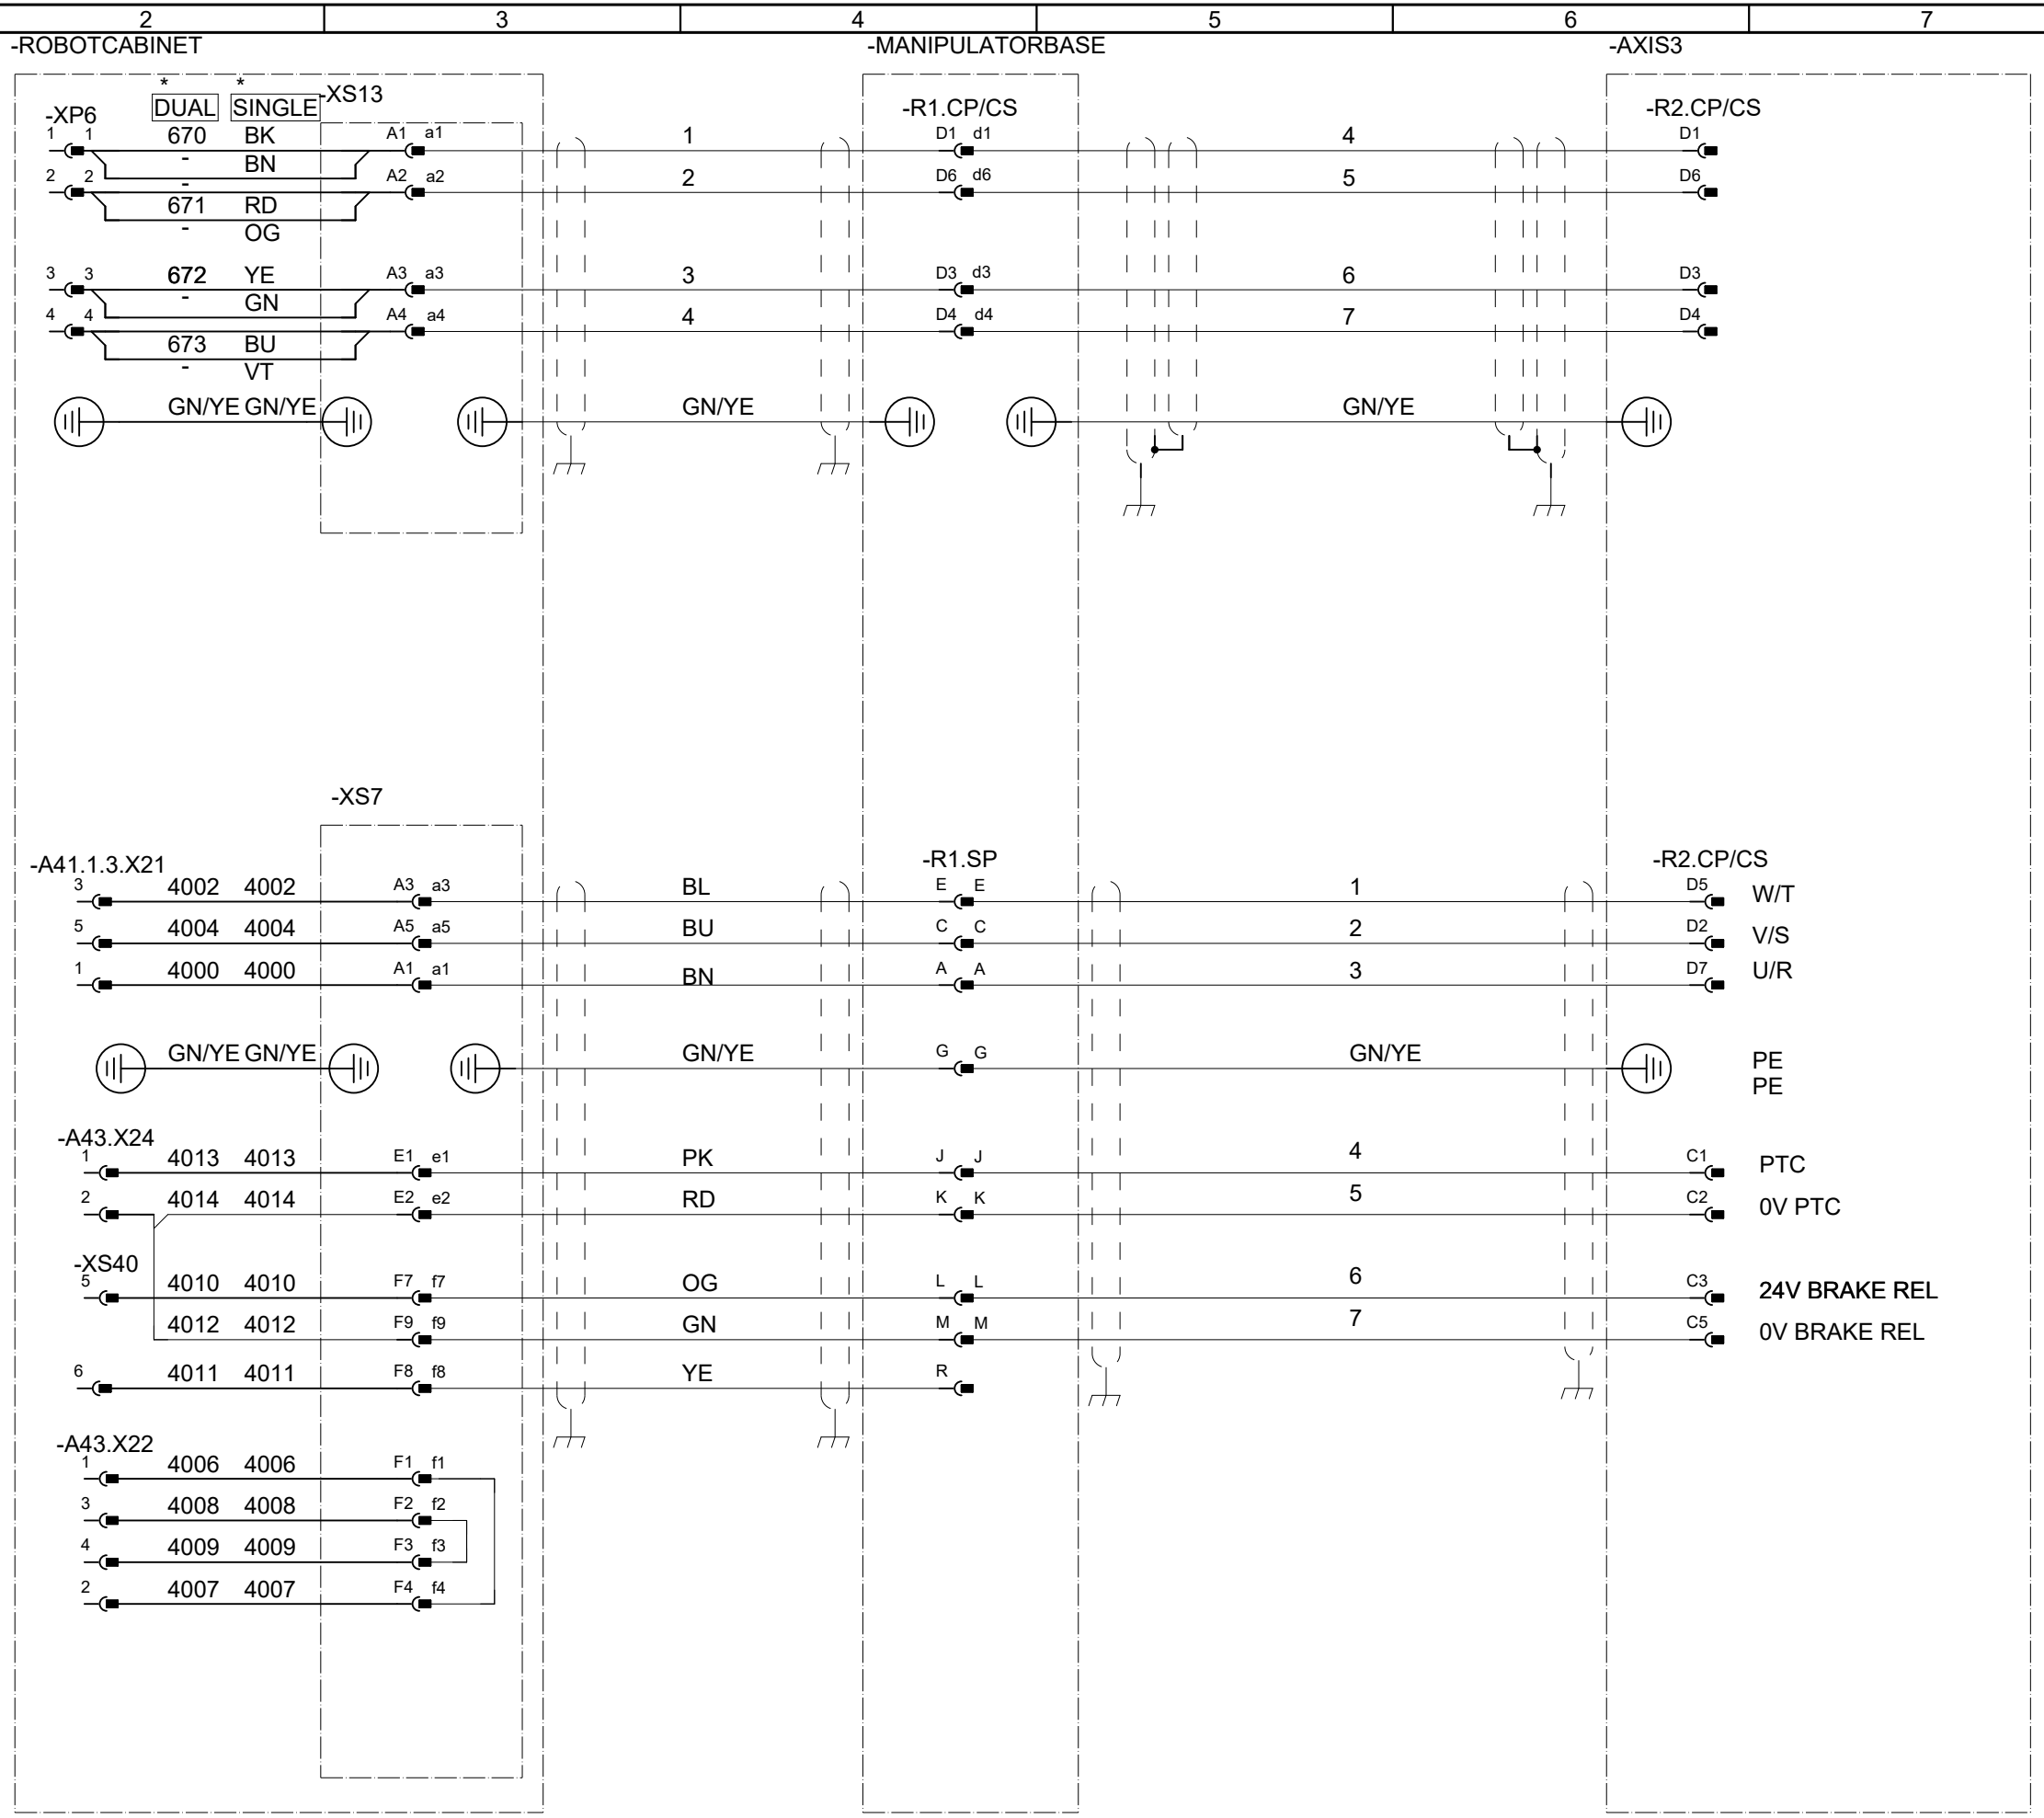 2 3 4 5 6 7
-ROBOTCABINET -MANIPULATORBASE -AXIS3
* *
DUAL SINGLE -XS13
-XP6 -R1.CP/CS -R2.CP/CS
1 1 670 BK A1 a1 1 D1 d1 4 D1
- BN
2 2 - A2 a2 2 D6 d6 5 D6
671 RD
- OG
3 3 672 YE A3 a3 3 D3 d3 6 D3
- GN
4 4 A4 a4 4 D4 d4 7 D4
673 BU
- VT
GN/YE GN/YE GN/YE GN/YE
-XS7
-A41.1.3.X21 -R1.SP -R2.CP/CS
3 4002 4002 A3 a3 BL E E 1 D5 W/T
5 4004 4004 A5 a5 BU C C 2 D2 V/S
1 4000 4000 A1 a1 BN A A 3 D7 U/R
GN/YE GN/YE GN/YE G G GN/YE PE
PE
-A43.X24
1 4013 4013 E1 e1 PK J J 4 C1 PTC
2 4014 4014 E2 e2 RD K K 5 C2 0V PTC
-XS40
5 4010 4010 F7 f7 OG L L 6 C3 24V BRAKE REL
4012 4012 F9 f9 GN M M 7 C5 0V BRAKE REL
6 4011 4011 F8 f8 YE R
-A43.X22
1 4006 4006 F1 f1
3 4008 4008 F2 f2
4 4009 4009 F3 f3
2 4007 4007 F4 f4